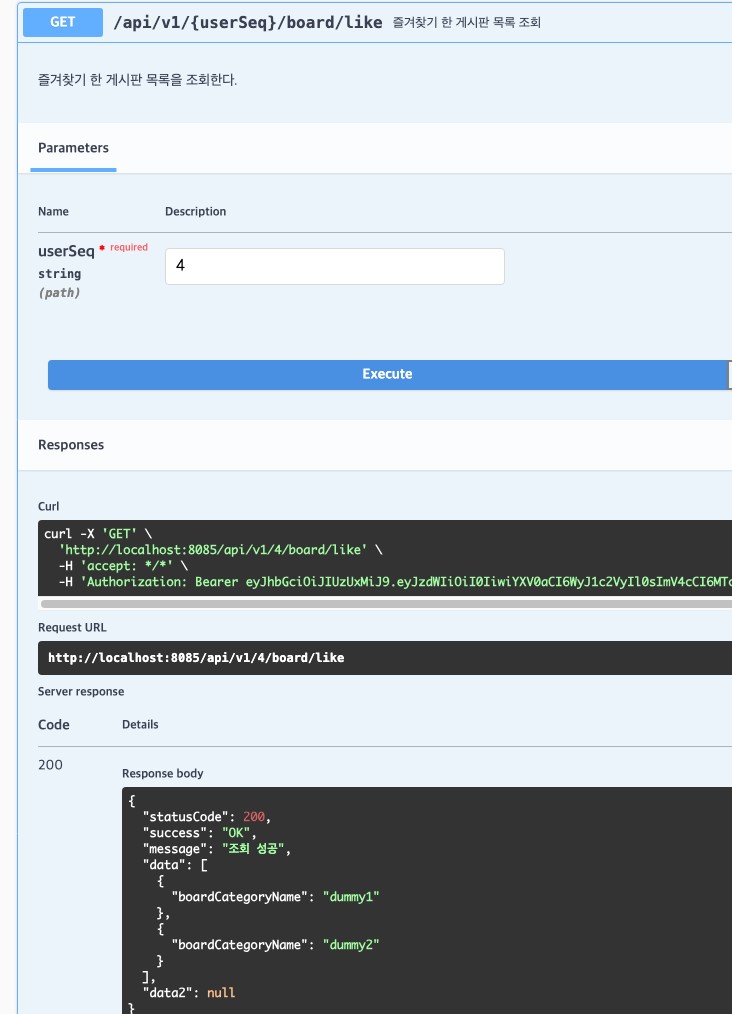 GET /api/v1/{userSeq}/board/like 즐겨찾기 한 게시판 목록 조회
즐겨찾기 한 게시판 목록을 조회한다.
Parameters
Name Description
userSeq * required
string
(path)
4
Execute
Responses
Curl
curl -X 'GET' \
'http://localhost:8085/api/v1/4/board/like' \
-H 'accept: */*' \
-H 'Authorization: Bearer eyJhbGciOiJIUzUxMiJ9.eyJzdWIiOiI0IiwiYXV0aCI6WyJ1c2VyIl0sImV4cCI6MTc
Request URL
http://localhost:8085/api/v1/4/board/like
Server response
Code Details
200
Response body
{
"statusCode": 200,
"success": "OK",
"message": "조회 성공",
"data": [
{
"boardCategoryName": "dummy1"
},
{
"boardCategoryName": "dummy2"
}
],
"data2": null
}